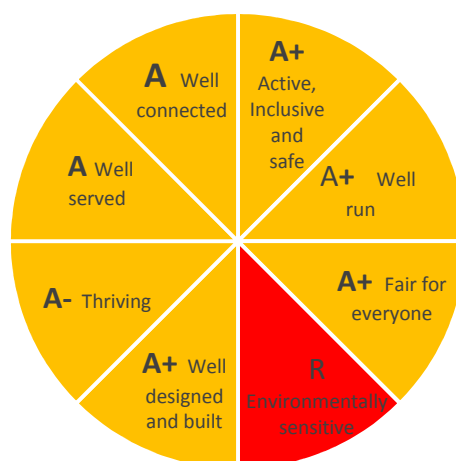 A+
Active,
Inclusive
and
safe
A+ Well
run
A+ Fair for
everyone
R
Environmentally
sensitive
A+ Well
designed
and built
A- Thriving
A Well
served
A Well
connected